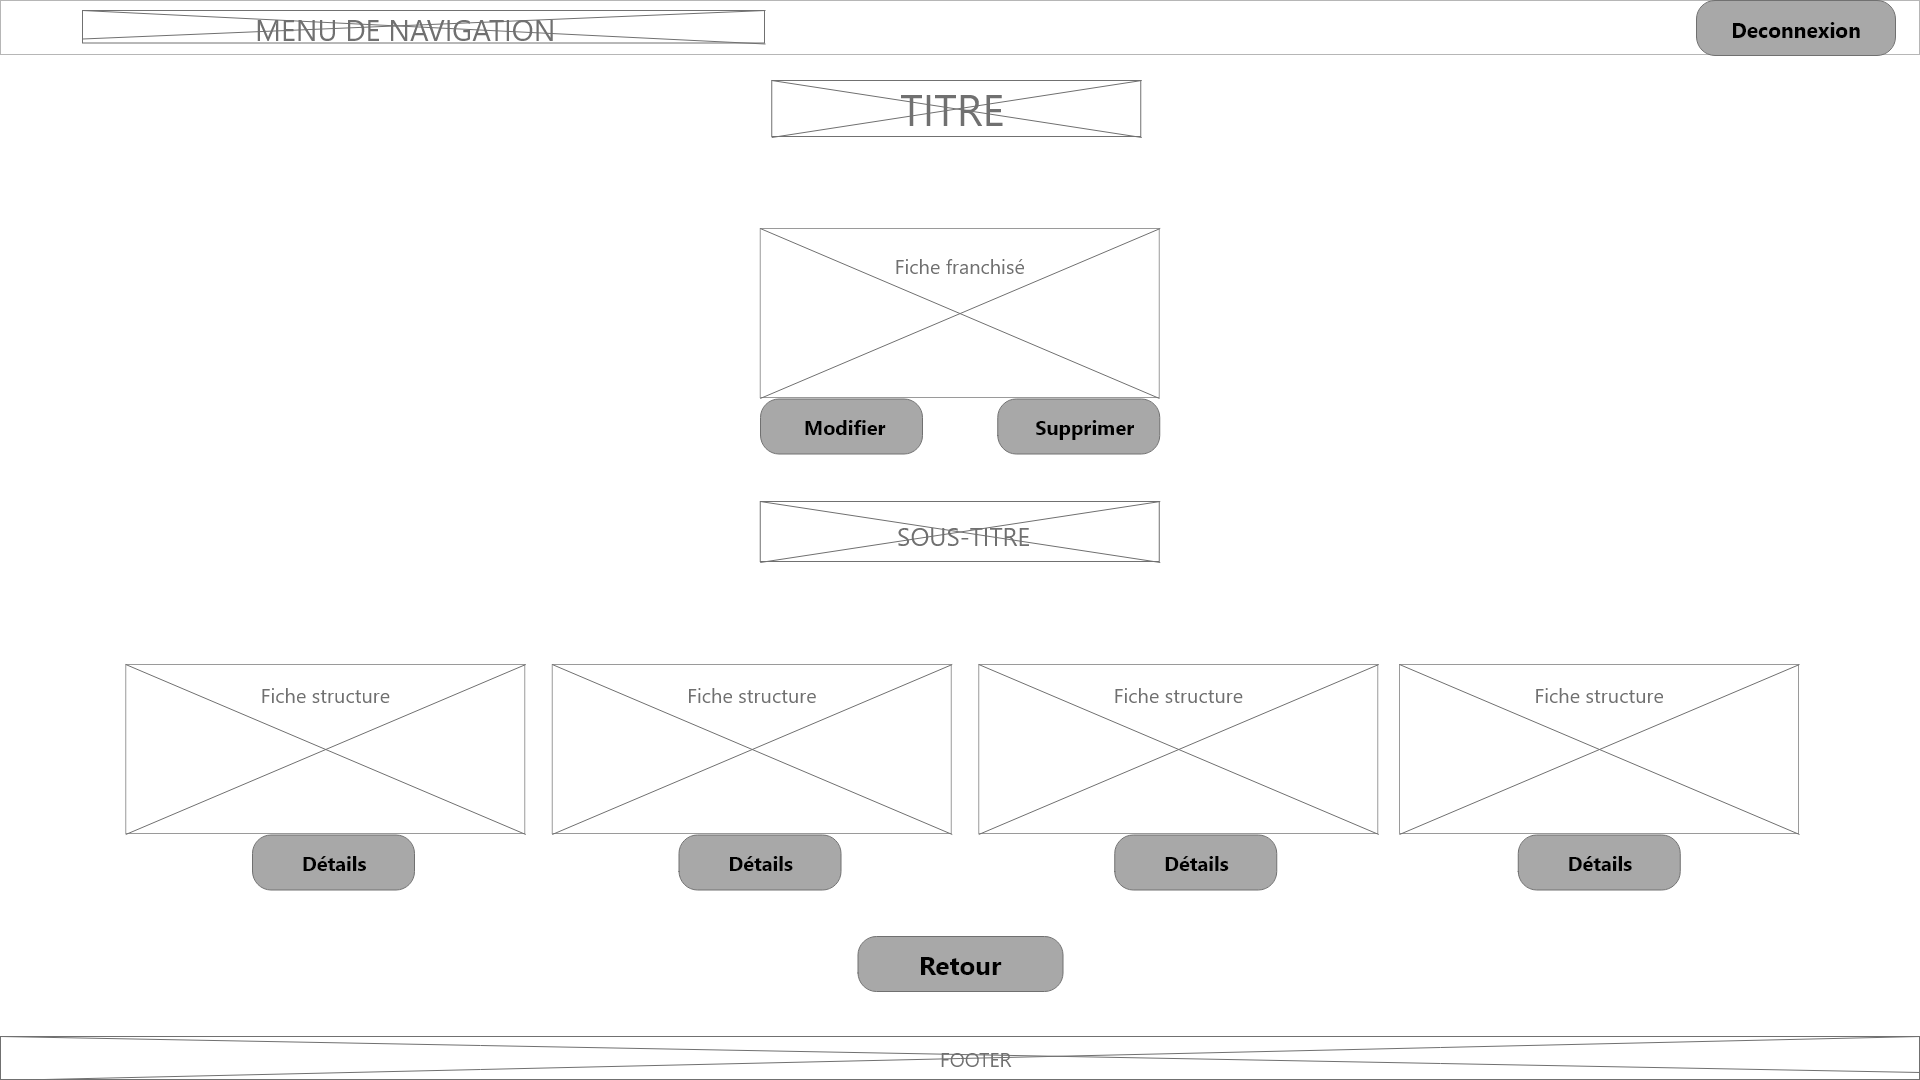 MENU DE NAVIGATION
Deconnexion
TITRE
Fiche franchisé
Modifier
Supprimer
SOUS-TITRE
Fiche structure
Fiche structure
Fiche structure
Fiche structure
Détails
Détails
Détails
Détails
Retour
FOOTER